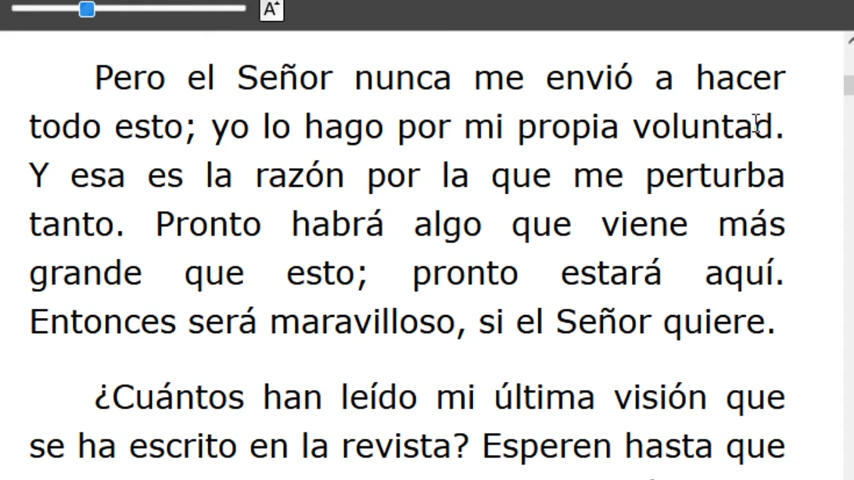 A
Pero el Señor nunca me envió a hacer
todo esto; yo lo hago por mi propia voluntad.
Y esa es la razón por la que me perturba
tanto. Pronto habrá algo que viene más
grande que esto; pronto estará aquí.
Entonces será maravilloso, si el Señor quiere.
¿Cuántos han leído mi última visión que
se ha escrito en la revista? Esperen hasta que